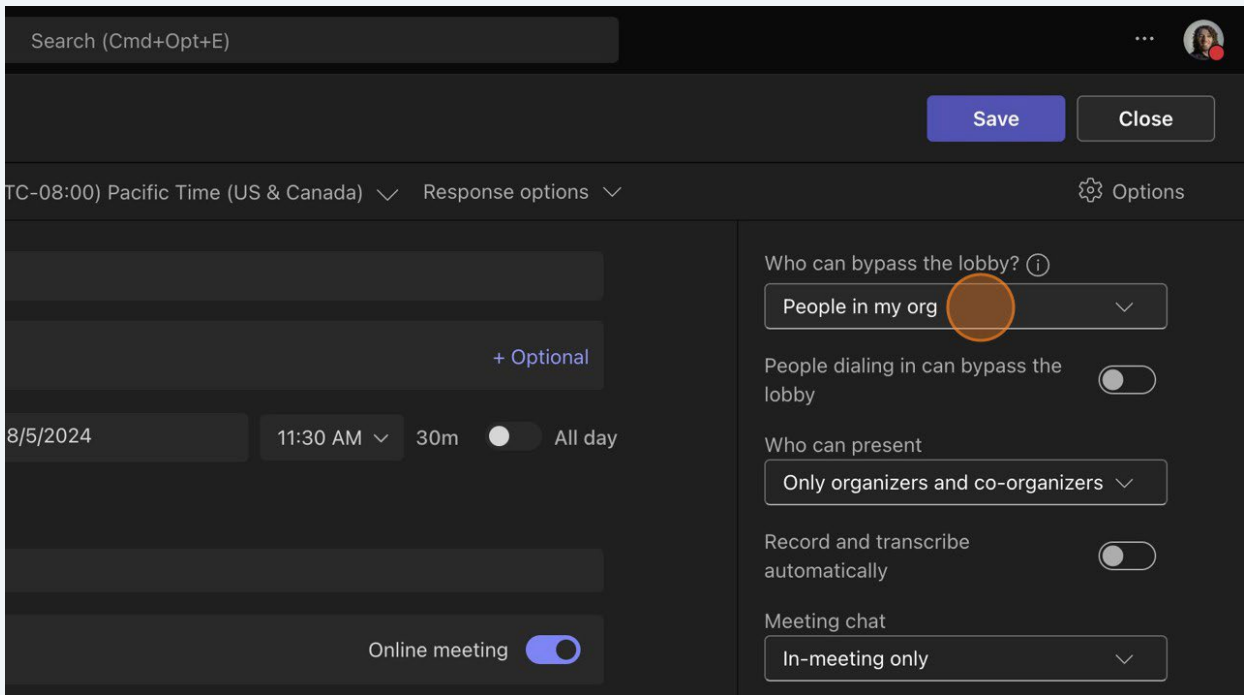 Search (Cmd+Opt+E)
Save
Close
TC-08:00) Pacific Time (US & Canada)
Response options
Options
Who can bypass the lobby?
People in my org
+ Optional
People dialing in can bypass the
lobby
8/5/2024
11:30 AM
30m
All day
Who can present
Only organizers and co-organizers
Record and transcribe
automatically
Meeting chat
Online meeting
In-meeting only